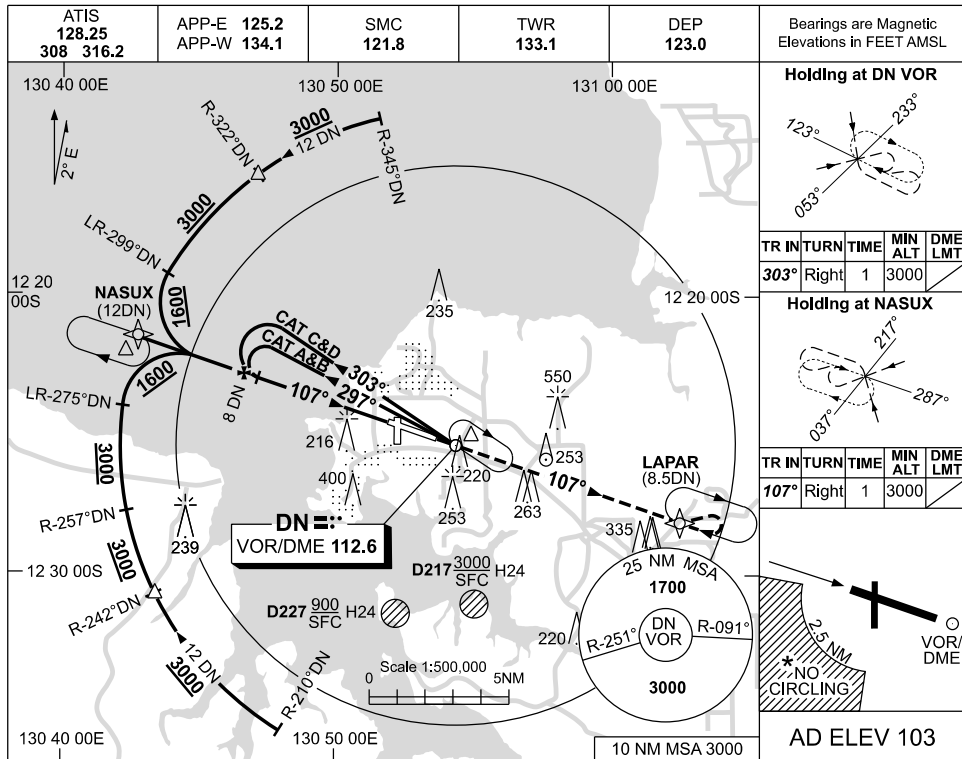 ATIS
128.25
308 316.2
APP-E 125.2
APP-W 134.1
SMC
121.8
TWR
133.1
DEP
123.0
Bearings are Magnetic
Elevations in FEET AMSL
130 40 00E
130 50 00E
131 00 00E
2° E
R-322°DN
3000
12 DN
R-345°DN
3000
LR-299°DN
12 20
00S
12 20 00S
NASUX
(12DN)
1600
1600
LR-275°DN
8 DN
CAT C&D
303°
CAT A&B
297°
107°
235
550
216
400
220
253
253
263
107°
LAPAR
(8.5DN)
335
3000
R-257°DN
239
DN
VOR/DME 112.6
12 30 00S
3000
R-242°DN
D217 3000 H24
SFC
D227 900 H24
SFC
12 DN
3000
R-210°DN
220
25 NM MSA
1700
DN
VOR
R-251°
R-091°
3000
Scale 1:500,000
0 5NM
130 40 00E
130 50 00E
10 NM MSA 3000
Holding at DN VOR
123°
233°
053°
TR IN TURN TIME MIN ALT DME LMT
303° Right 1 3000
Holding at NASUX
217°
037°
287°
TR IN TURN TIME MIN ALT DME LMT
107° Right 1 3000
2.5 NM
*NO
CIRCLING
VOR/
DME
AD ELEV 103